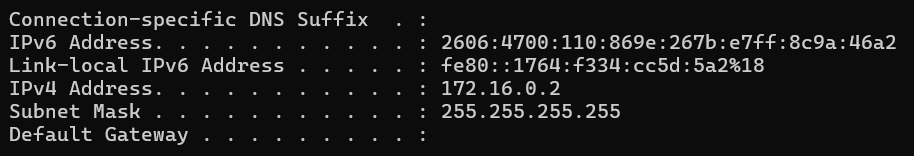 Connection-specific DNS Suffix  . :
IPv6 Address. . . . . . . . . . . : 2606:4700:110:869e:267b:e7ff:8c9a:46a2
Link-local IPv6 Address . . . . . : fe80::1764:f334:cc5d:5a2%18
IPv4 Address. . . . . . . . . . . : 172.16.0.2
Subnet Mask . . . . . . . . . . . : 255.255.255.255
Default Gateway . . . . . . . . . :